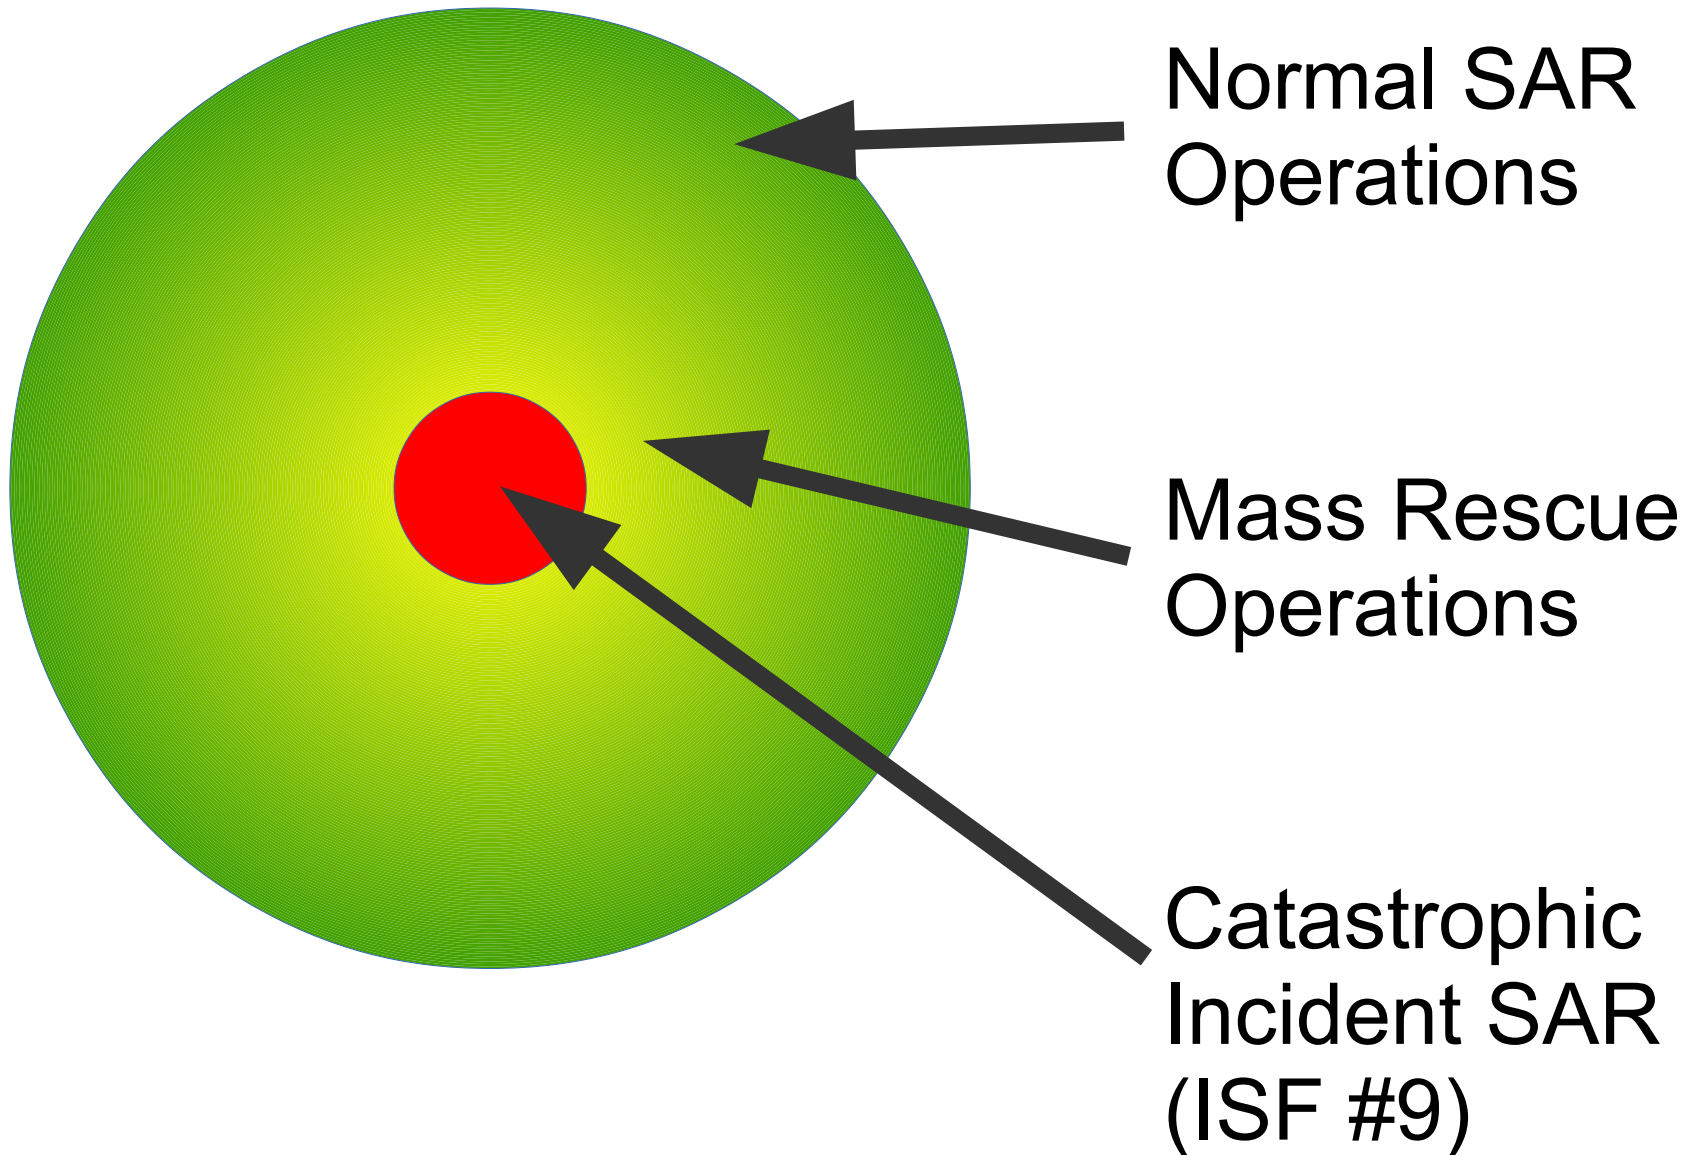 Normal SAR
Operations
Mass Rescue
Operations
Catastrophic
Incident SAR
(ISF #9)